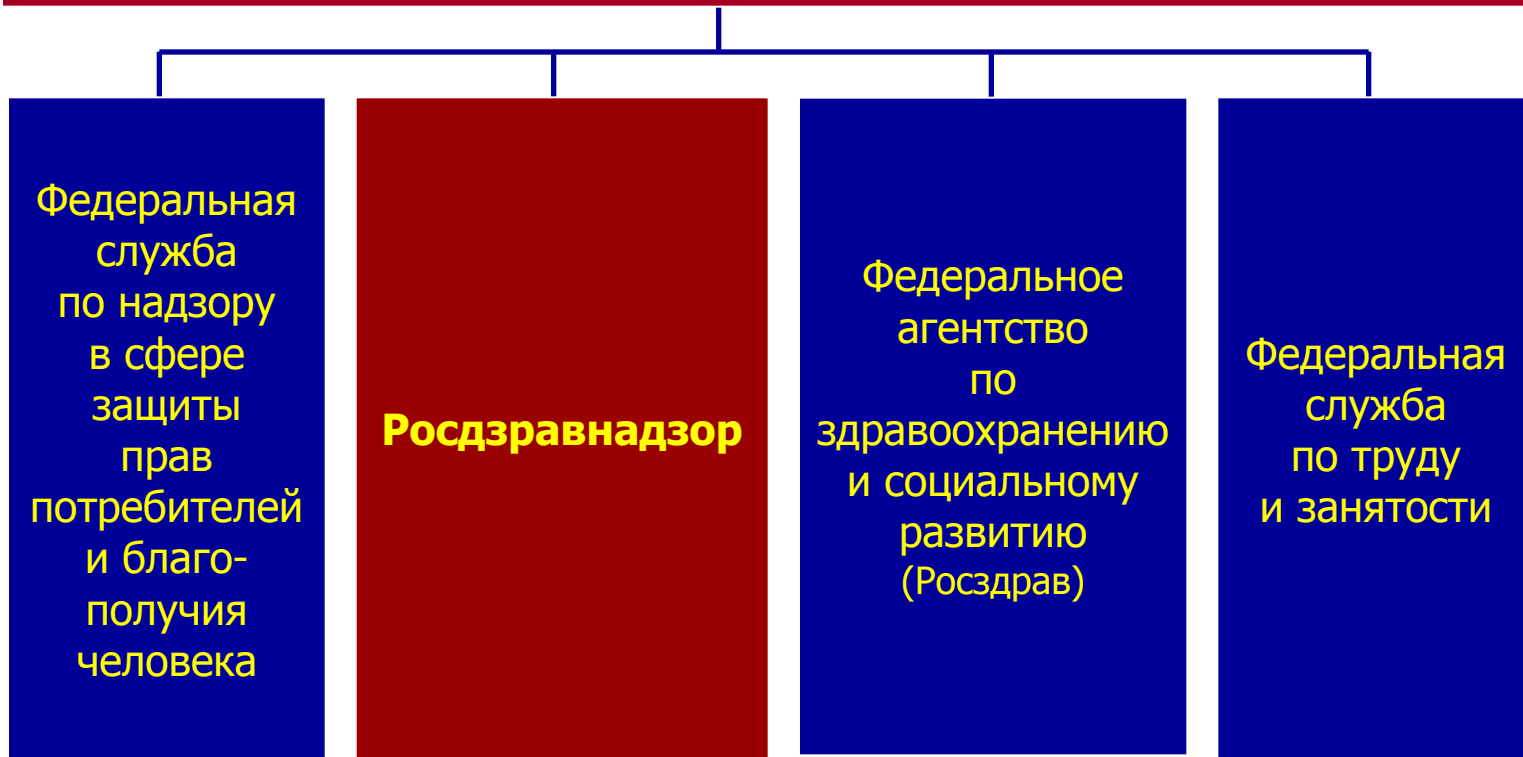 Федеральная
служба
по надзору
в сфере
защиты
прав
потребителей
и благо-
получия
человека
Росдзравнадзор
Федеральное
агентство
по
здравоохранению
и социальному
развитию
(Росздрав)
Федеральная
служба
по труду
и занятости